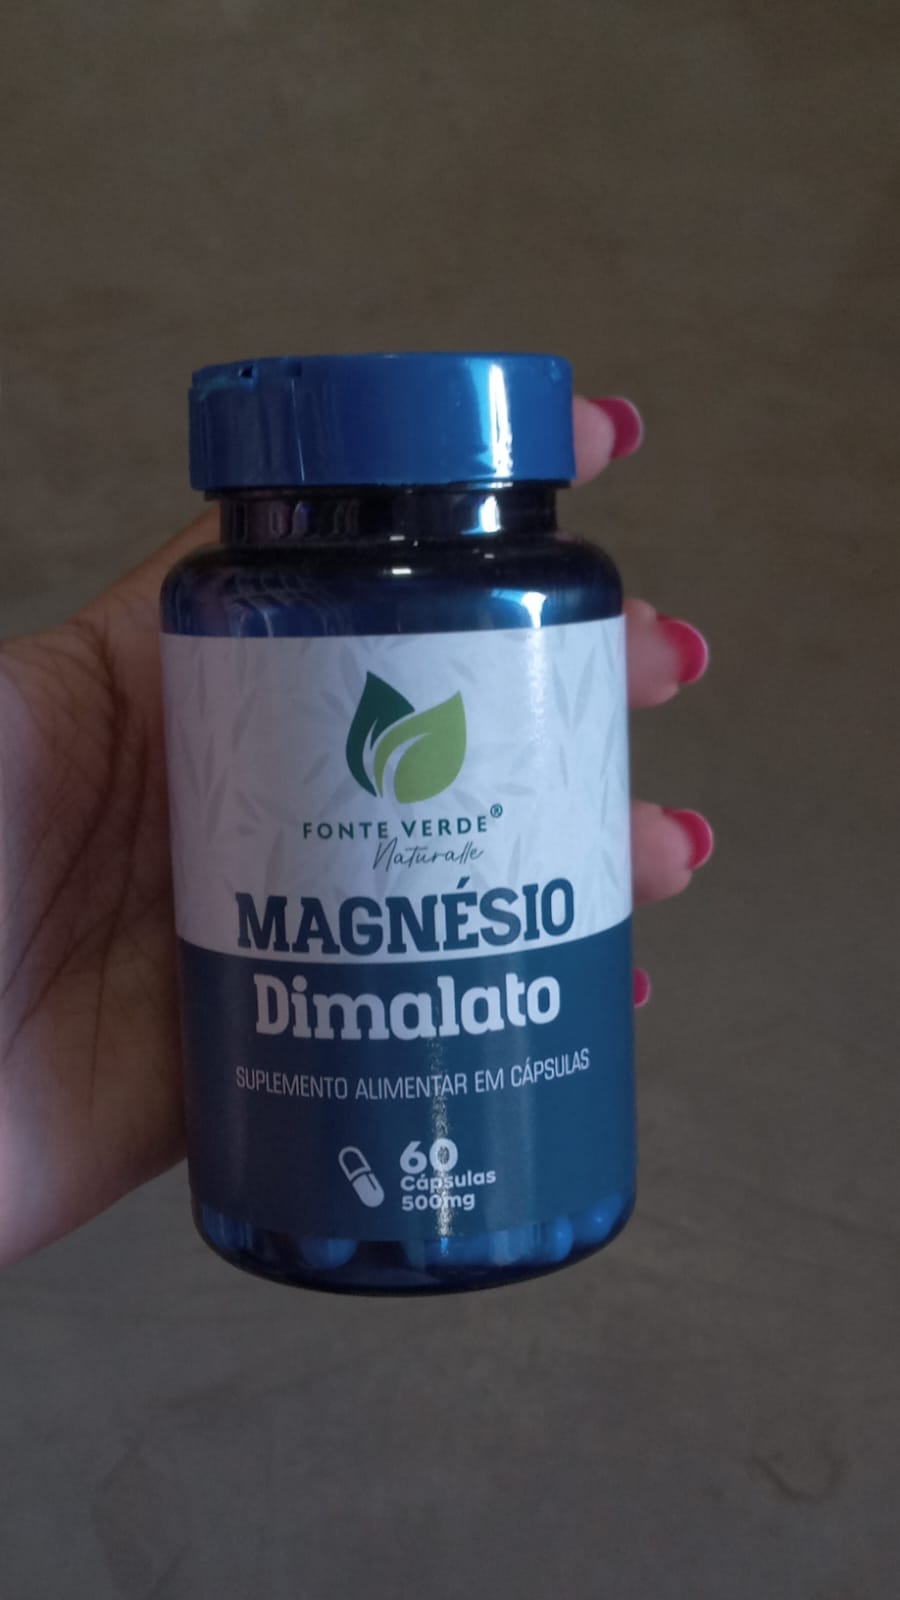 FONTE VERDE®
Naturalle
MAGNÉSIO
Dimalato
SUPLEMENTO ALIMENTAR EM CÁPSULAS
60
Cápsulas
500mg